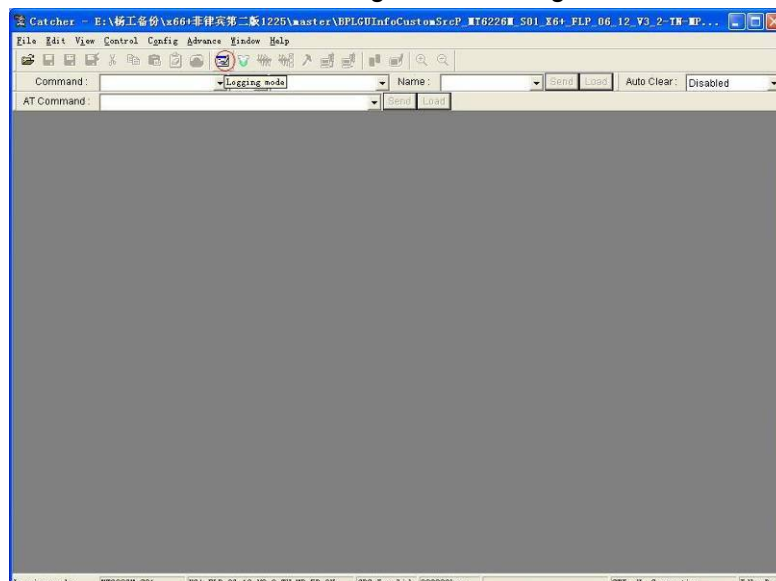 Catcher - E:\杨工备份\x66+菲律宾第二版1225\master\BPLGUInfoCustomSrcP_MT6226M_S01_X6+_FLP_06_12_V3_2-TN-MP...
File Edit View Control Config Advance Window Help
Command: Name: Send Load Auto Clear: Disabled
Logging mode
AT Command: Send Load